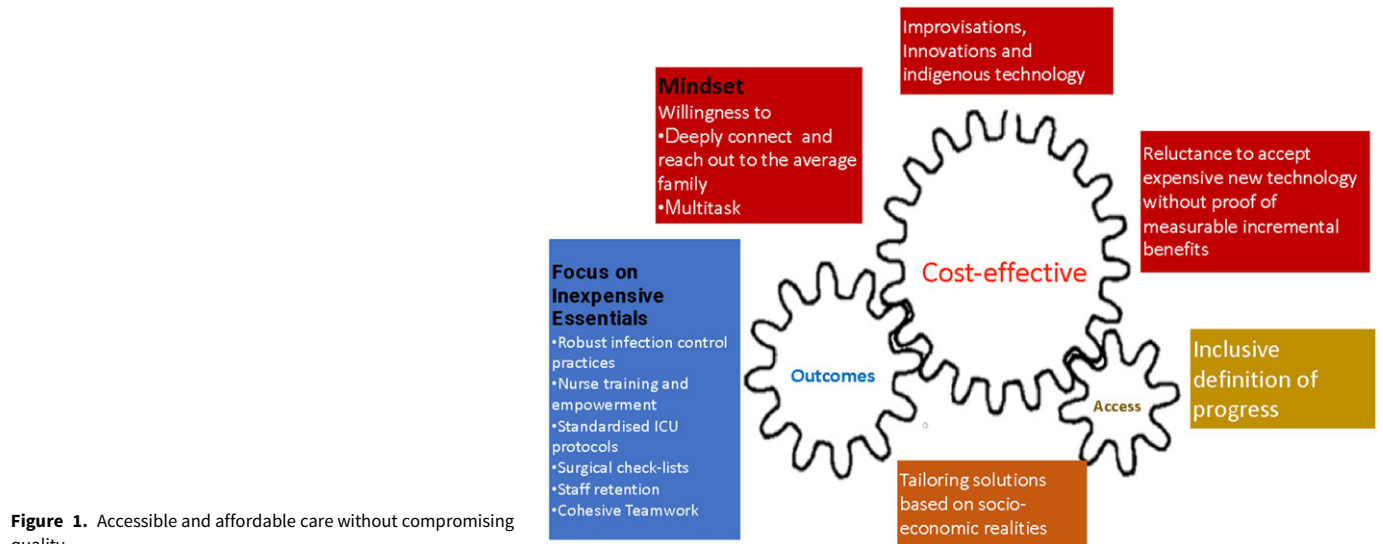 Improvisations,
Innovations and
indigenous technology
Mindset
Willingness to
•Deeply connect and
reach out to the average
family
•Multitask
Reluctance to accept
expensive new technology
without proof of
measurable incremental
benefits
Cost-effective
Focus on
Inexpensive
Essentials
•Robust infection control
practices
•Nurse training and
empowerment
•Standardised ICU
protocols
•Surgical check-lists
•Staff retention
•Cohesive Teamwork
Outcomes
Access
Inclusive
definition of
progress
Tailoring solutions
based on socio-
economic realities
Figure 1. Accessible and affordable care without compromising